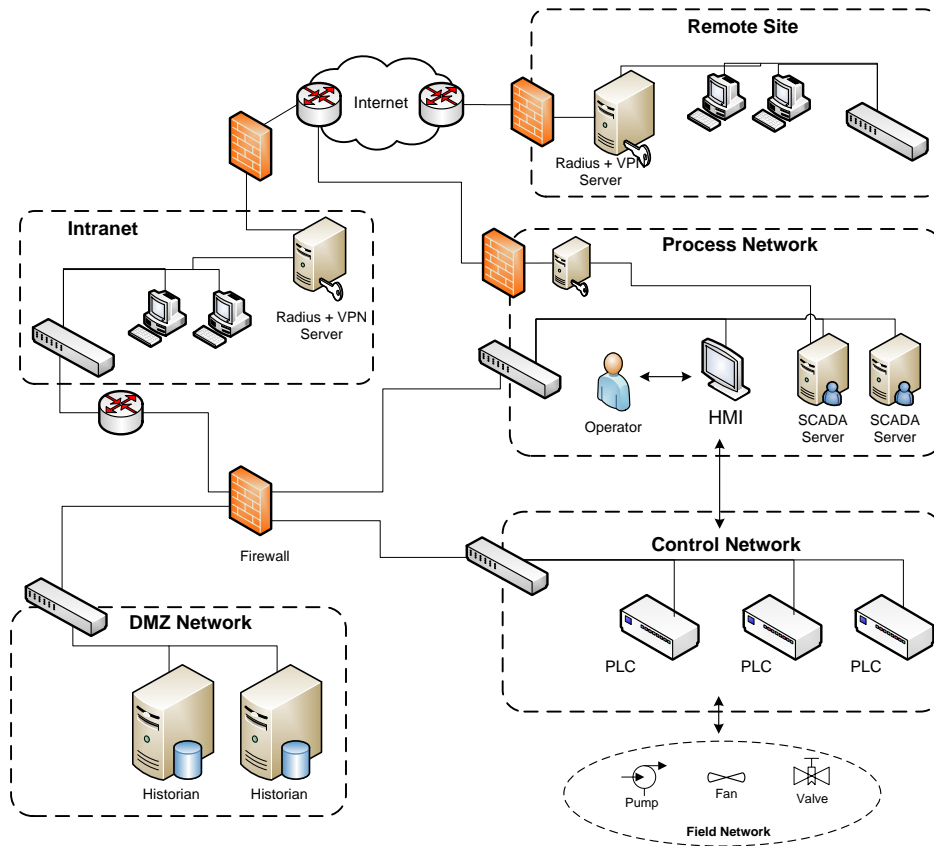 Remote Site
Internet
Radius + VPN
Server
Intranet
Radius + VPN
Server
Process Network
Operator
HMI
SCADA
Server
SCADA
Server
Firewall
Control Network
PLC
PLC
PLC
DMZ Network
Historian
Historian
Pump
Fan
Valve
Field Network